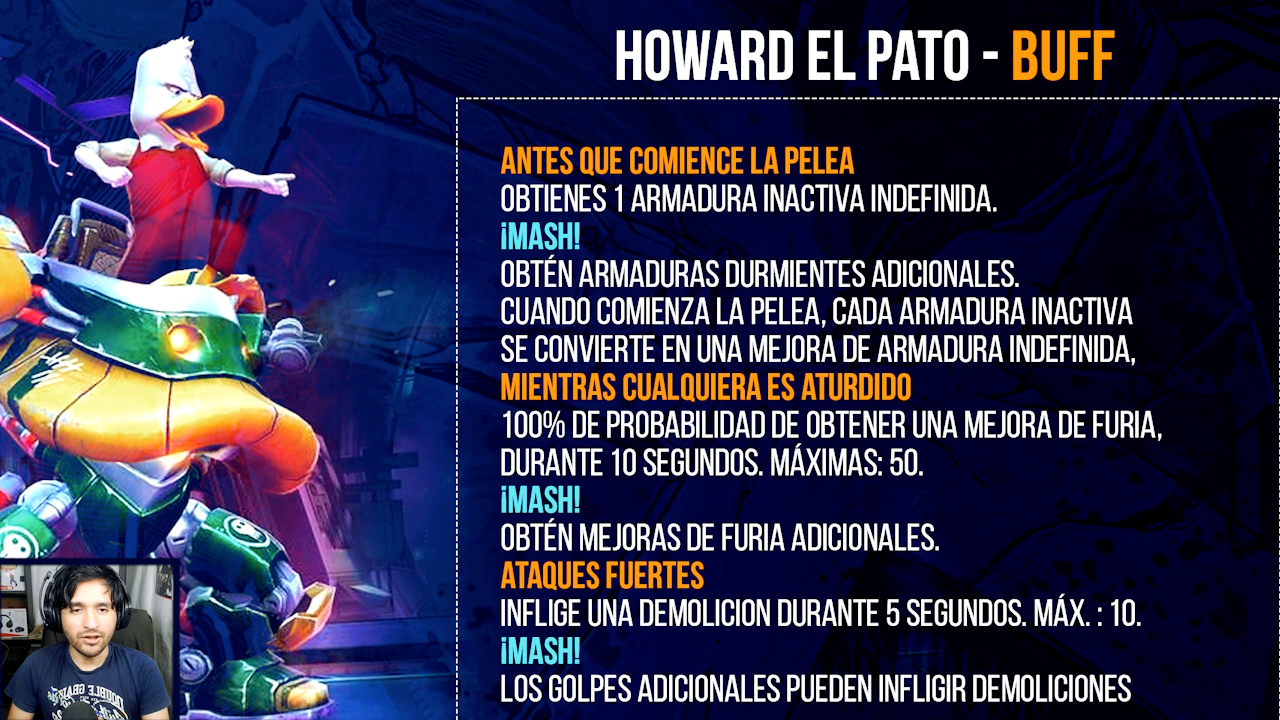 HOWARD EL PATO - BUFF
ANTES QUE COMIENCE LA PELEA
OBTIENES 1 ARMADURA INACTIVA INDEFINIDA.
¡MASH!
OBTÉN ARMADURAS DURMIENTES ADICIONALES.
CUANDO COMIENZA LA PELEA, CADA ARMADURA INACTIVA
SE CONVIERTE EN UNA MEJORA DE ARMADURA INDEFINIDA,
MIENTRAS CUALQUIERA ES ATURDIDO
100% DE PROBABILIDAD DE OBTENER UNA MEJORA DE FURIA,
DURANTE 10 SEGUNDOS. MÁXIMAS: 50.
¡MASH!
OBTÉN MEJORAS DE FURIA ADICIONALES.
ATAQUES FUERTES
INFLIGE UNA DEMOLICION DURANTE 5 SEGUNDOS. MÁX. : 10.
¡MASH!
LOS GOLPES ADICIONALES PUEDEN INFLIGIR DEMOLICIONES